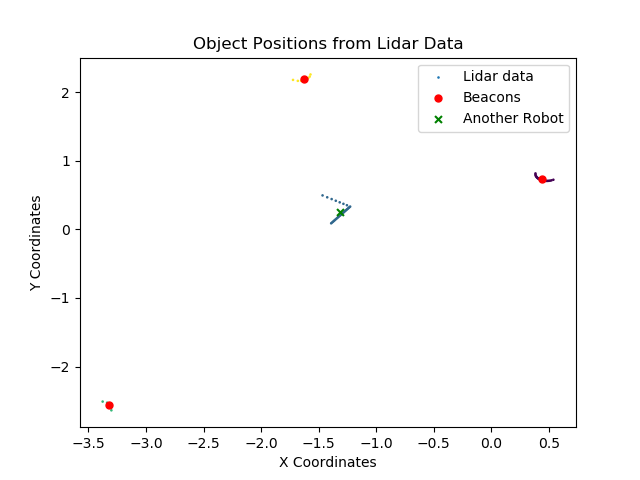 Object Positions from Lidar Data
Lidar data
Beacons
Another Robot
Y Coordinates
2
1
0
−1
−2
−3.5 −3.0 −2.5 −2.0 −1.5 −1.0 −0.5 0.0 0.5
X Coordinates